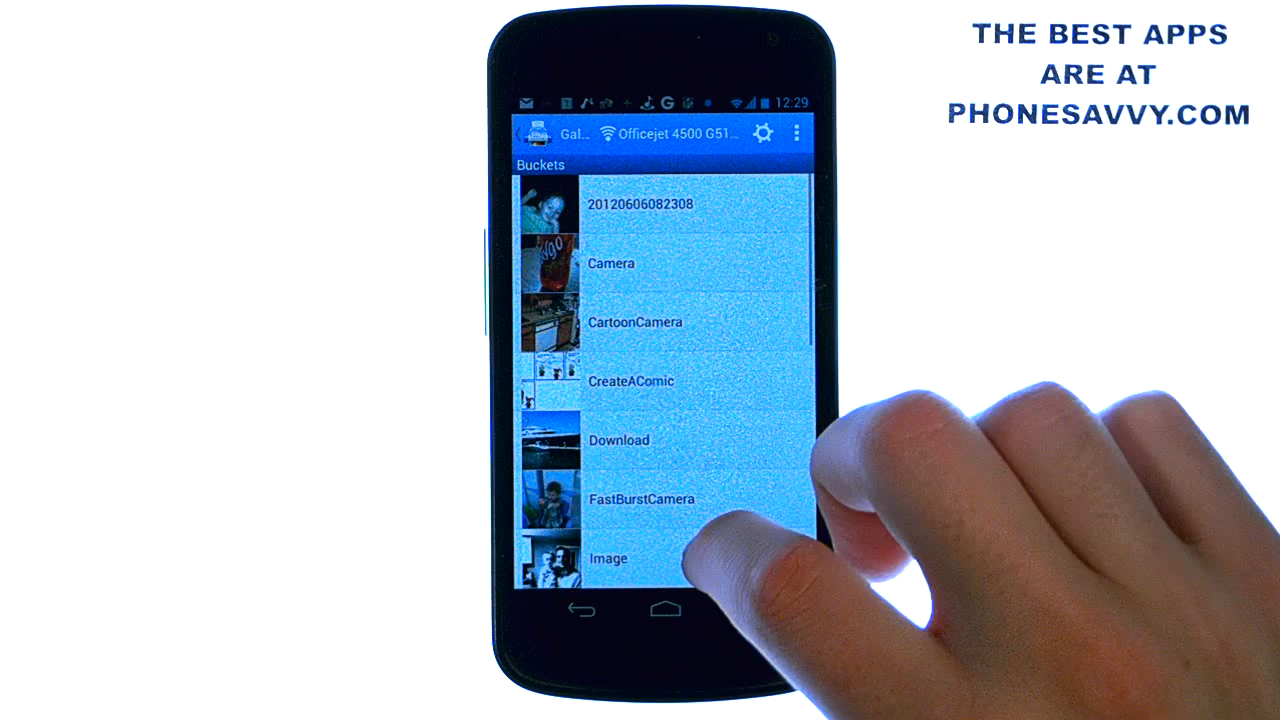 THE BEST APPS
ARE AT
PHONESAVVY.COM
12:29
Gal... Officejet 4500 G51...
Buckets
20120606082308
Camera
CartoonCamera
CreateAComic
Download
FastBurstCamera
Image